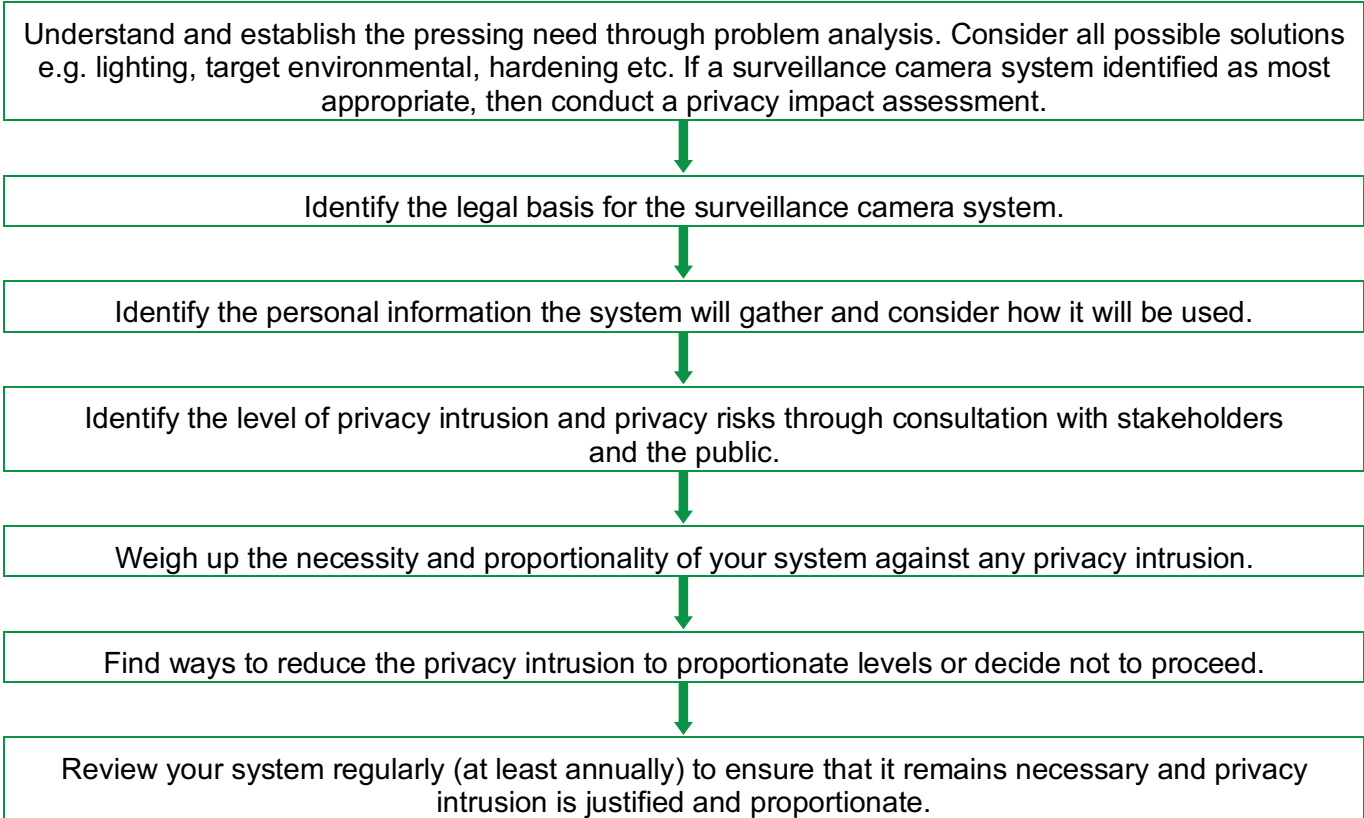 Understand and establish the pressing need through problem analysis. Consider all possible solutions
e.g. lighting, target environmental, hardening etc. If a surveillance camera system identified as most
appropriate, then conduct a privacy impact assessment.
Identify the legal basis for the surveillance camera system.
Identify the personal information the system will gather and consider how it will be used.
Identify the level of privacy intrusion and privacy risks through consultation with stakeholders
and the public.
Weigh up the necessity and proportionality of your system against any privacy intrusion.
Find ways to reduce the privacy intrusion to proportionate levels or decide not to proceed.
Review your system regularly (at least annually) to ensure that it remains necessary and privacy
intrusion is justified and proportionate.